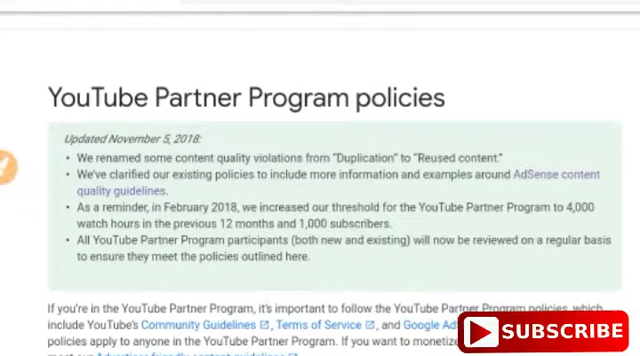 YouTube Partner Program policies
Updated November 5, 2018:
• We renamed some content quality violations from "Duplication" to "Reused content."
• We've clarified our existing policies to include more information and examples around AdSense content
quality guidelines.
• As a reminder, in February 2018, we increased our threshold for the YouTube Partner Program to 4,000
watch hours in the previous 12 months and 1,000 subscribers.
• All YouTube Partner Program participants (both new and existing) will now be reviewed on a regular basis
to ensure they meet the policies outlined here.
If you're in the YouTube Partner Program, it's important to follow the YouTube Partner Program policies, which
include YouTube's Community Guidelines, Terms of Service, and Google
policies apply to anyone in the YouTube Partner Program. If you want to
SUBSCRIBE